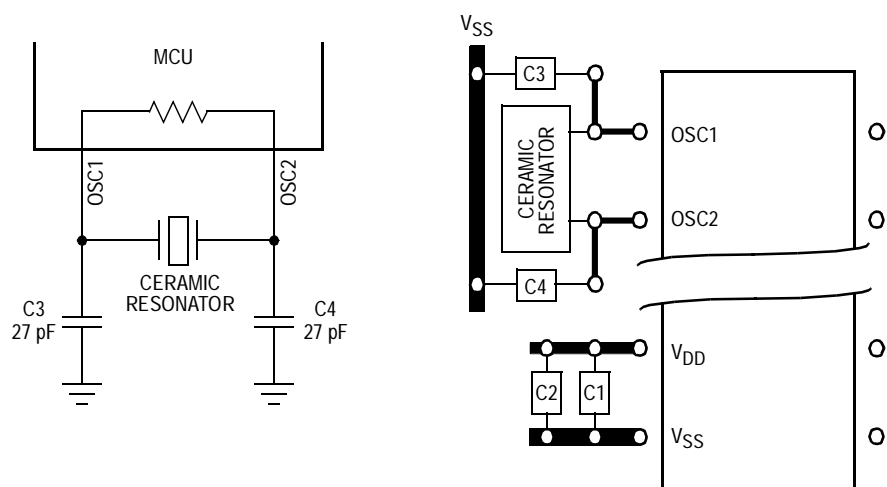 MCU
OSC1
OSC2
CERAMIC
RESONATOR
C3
27 pF
C4
27 pF
VSS
C3
CERAMIC
RESONATOR
C4
OSC1
OSC2
C2
C1
VDD
VSS